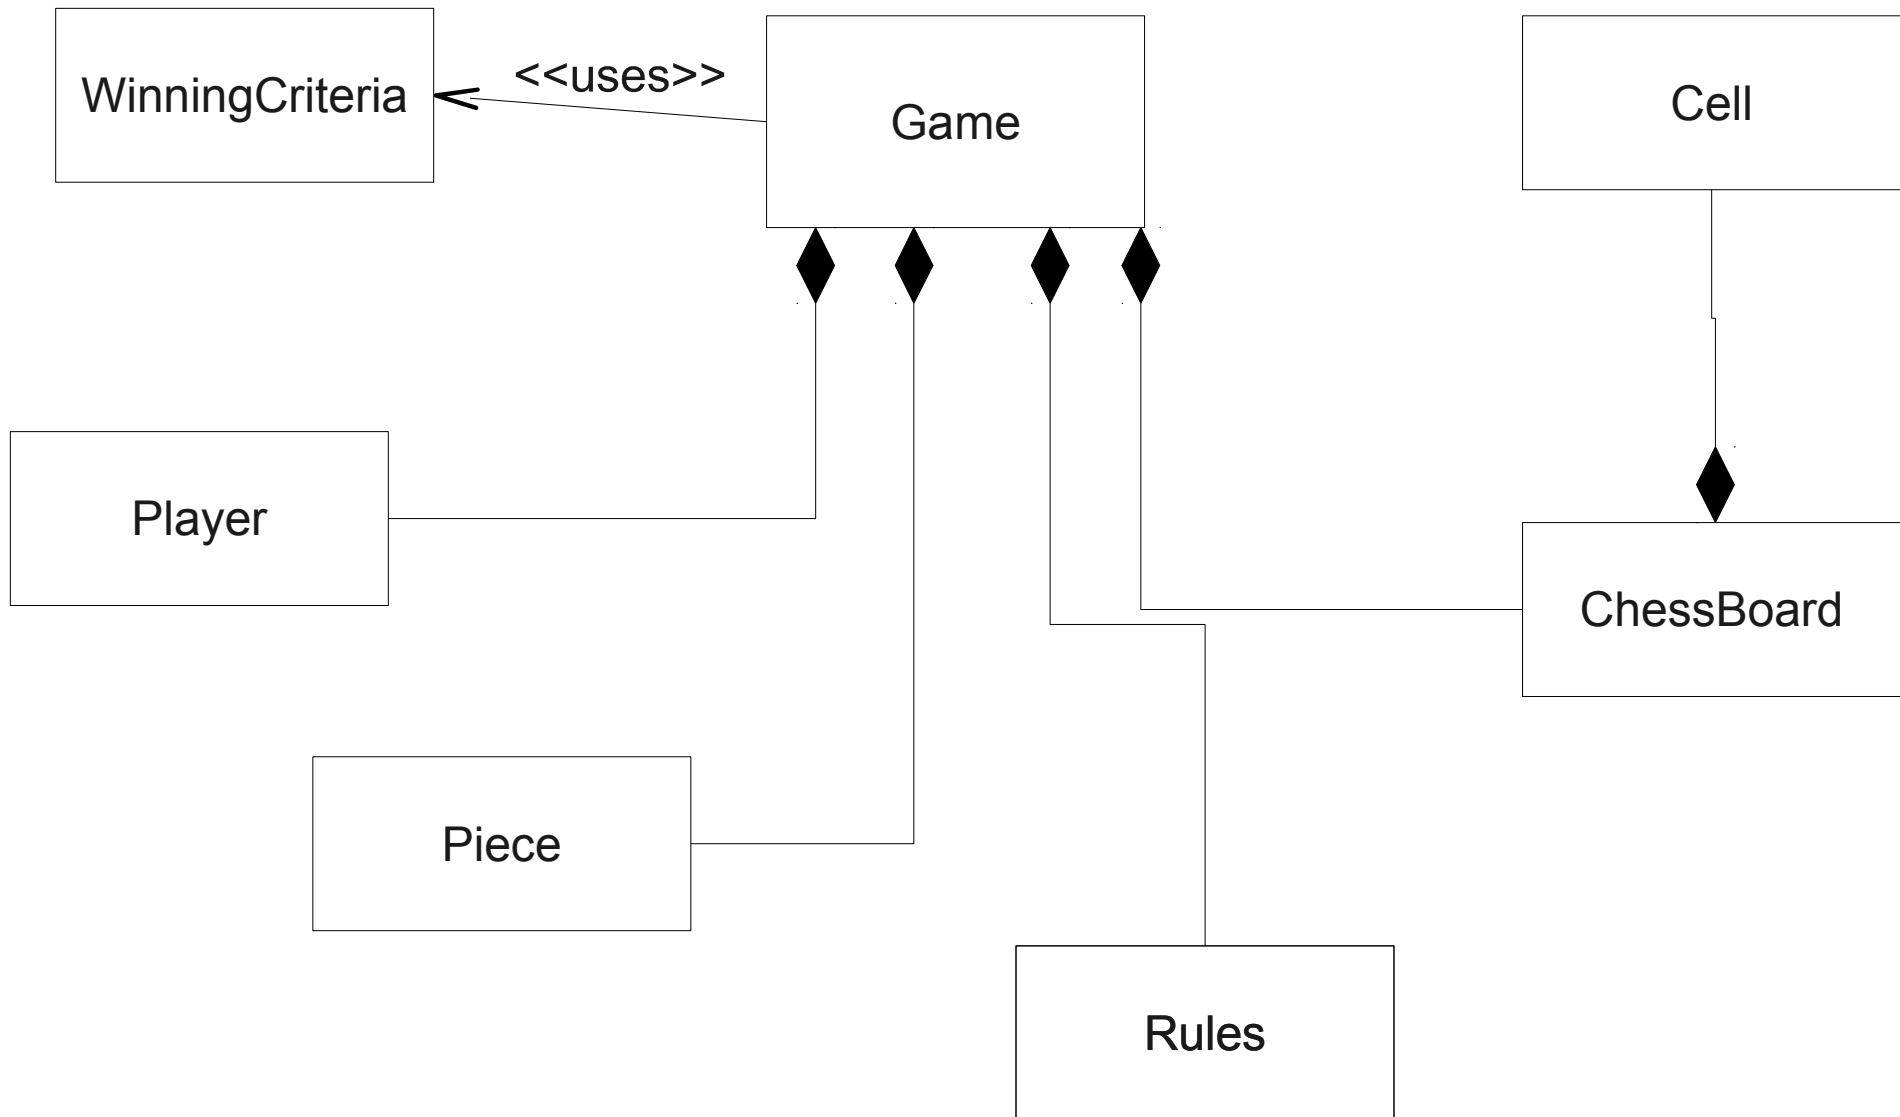 WinningCriteria
<<uses>>
Game
Cell
Player
ChessBoard
Piece
Rules